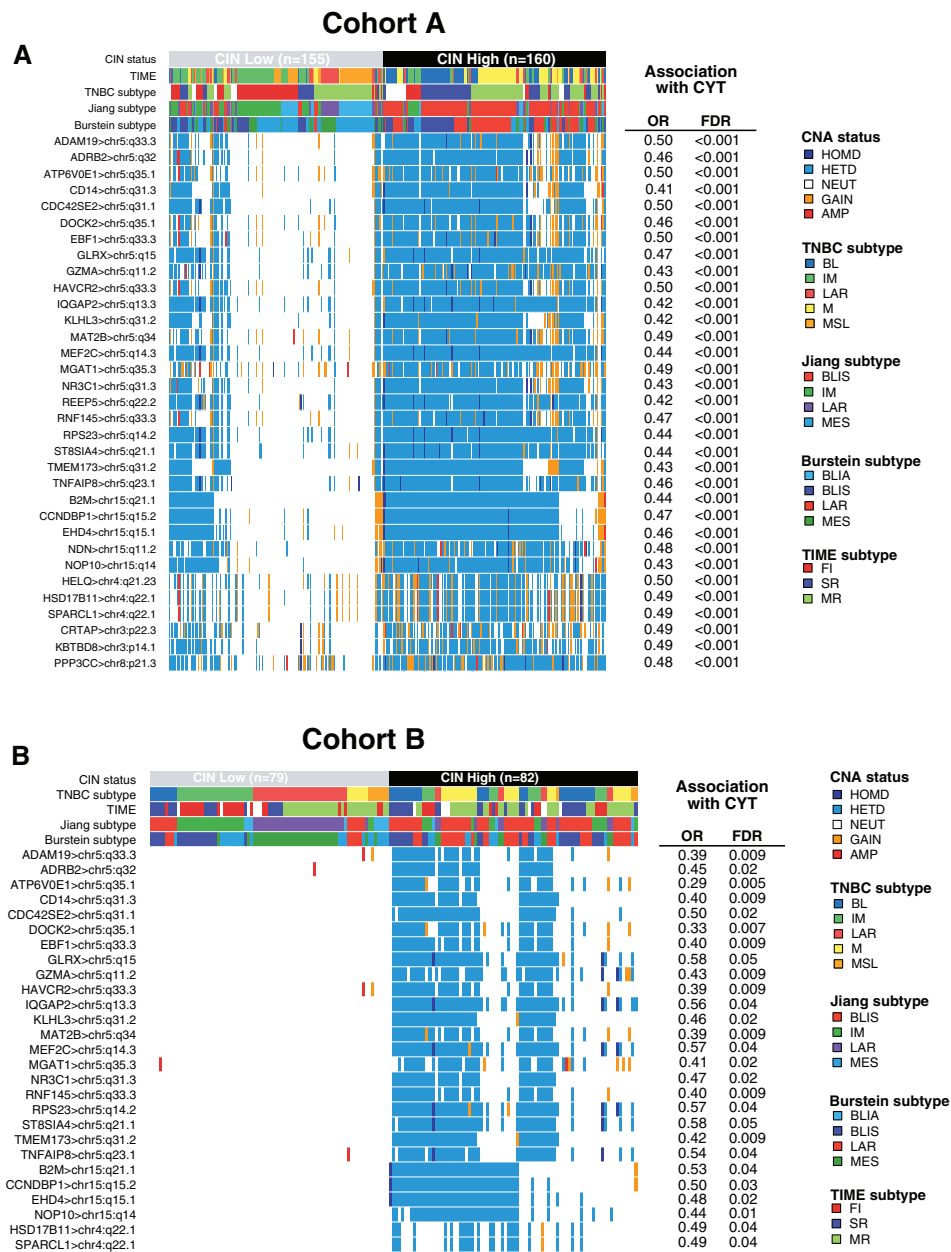 Cohort A
A
CIN status CIN Low (n=155) CIN High (n=160)
TIME
TNBC subtype
Jiang subtype
Burstein subtype
Association
with CYT
OR FDR
ADAM19>chr5:q33.3 0.50 <0.001
ADRB2>chr5:q32 0.46 <0.001
ATP6V0E1>chr5:q35.1 0.50 <0.001
CD14>chr5:q31.3 0.41 <0.001
CDC42SE2>chr5:q31.1 0.50 <0.001
DOCK2>chr5:q35.1 0.46 <0.001
EBF1>chr5:q33.3 0.50 <0.001
GLRX>chr5:q15 0.47 <0.001
GZMA>chr5:q11.2 0.43 <0.001
HAVCR2>chr5:q33.3 0.50 <0.001
IQGAP2>chr5:q13.3 0.42 <0.001
KLHL3>chr5:q31.2 0.42 <0.001
MAT2B>chr5:q34 0.49 <0.001
MEF2C>chr5:q14.3 0.44 <0.001
MGAT1>chr5:q35.3 0.49 <0.001
NR3C1>chr5:q31.3 0.43 <0.001
REEP5>chr5:q22.2 0.42 <0.001
RNF145>chr5:q33.3 0.47 <0.001
RPS23>chr5:q14.2 0.44 <0.001
ST8SIA4>chr5:q21.1 0.44 <0.001
TMEM173>chr5:q31.2 0.43 <0.001
TNFAIP8>chr5:q23.1 0.46 <0.001
B2M>chr15:q21.1 0.44 <0.001
CCNDBP1>chr15:q15.2 0.47 <0.001
EHD4>chr15:q15.1 0.46 <0.001
NDN>chr15:q11.2 0.48 <0.001
NOP10>chr15:q14 0.43 <0.001
HELQ>chr4:q21.23 0.50 <0.001
HSD17B11>chr4:q22.1 0.49 <0.001
SPARCL1>chr4:q22.1 0.49 <0.001
CRTAP>chr3:p22.3 0.49 <0.001
KBTBD8>chr3:p14.1 0.49 <0.001
PPP3CC>chr8:p21.3 0.48 <0.001
CNA status
HOMD
HETD
NEUT
GAIN
AMP
TNBC subtype
BL
IM
LAR
M
MSL
Jiang subtype
BLIS
IM
LAR
MES
Burstein subtype
BLIA
BLIS
LAR
MES
TIME subtype
FI
SR
MR
Cohort B
B
CIN status CIN Low (n=79) CIN High (n=82)
TNBC subtype
TIME
Jiang subtype
Burstein subtype
Association
with CYT
OR FDR
ADAM19>chr5:q33.3 0.39 0.009
ADRB2>chr5:q32 0.45 0.02
ATP6V0E1>chr5:q35.1 0.29 0.005
CD14>chr5:q31.3 0.40 0.009
CDC42SE2>chr5:q31.1 0.50 0.02
DOCK2>chr5:q35.1 0.33 0.007
EBF1>chr5:q33.3 0.40 0.009
GLRX>chr5:q15 0.58 0.05
GZMA>chr5:q11.2 0.43 0.009
HAVCR2>chr5:q33.3 0.39 0.009
IQGAP2>chr5:q13.3 0.56 0.04
KLHL3>chr5:q31.2 0.46 0.02
MAT2B>chr5:q34 0.39 0.009
MEF2C>chr5:q14.3 0.57 0.04
MGAT1>chr5:q35.3 0.41 0.02
NR3C1>chr5:q31.3 0.47 0.02
RNF145>chr5:q33.3 0.40 0.009
RPS23>chr5:q14.2 0.57 0.04
ST8SIA4>chr5:q21.1 0.58 0.05
TMEM173>chr5:q31.2 0.42 0.009
TNFAIP8>chr5:q23.1 0.54 0.04
B2M>chr15:q21.1 0.53 0.04
CCNDBP1>chr15:q15.2 0.50 0.03
EHD4>chr15:q15.1 0.48 0.02
NOP10>chr15:q14 0.44 0.01
HSD17B11>chr4:q22.1 0.49 0.04
SPARCL1>chr4:q22.1 0.49 0.04
CNA status
HOMD
HETD
NEUT
GAIN
AMP
TNBC subtype
BL
IM
LAR
M
MSL
Jiang subtype
BLIS
IM
LAR
MES
Burstein subtype
BLIA
BLIS
LAR
MES
TIME subtype
FI
SR
MR